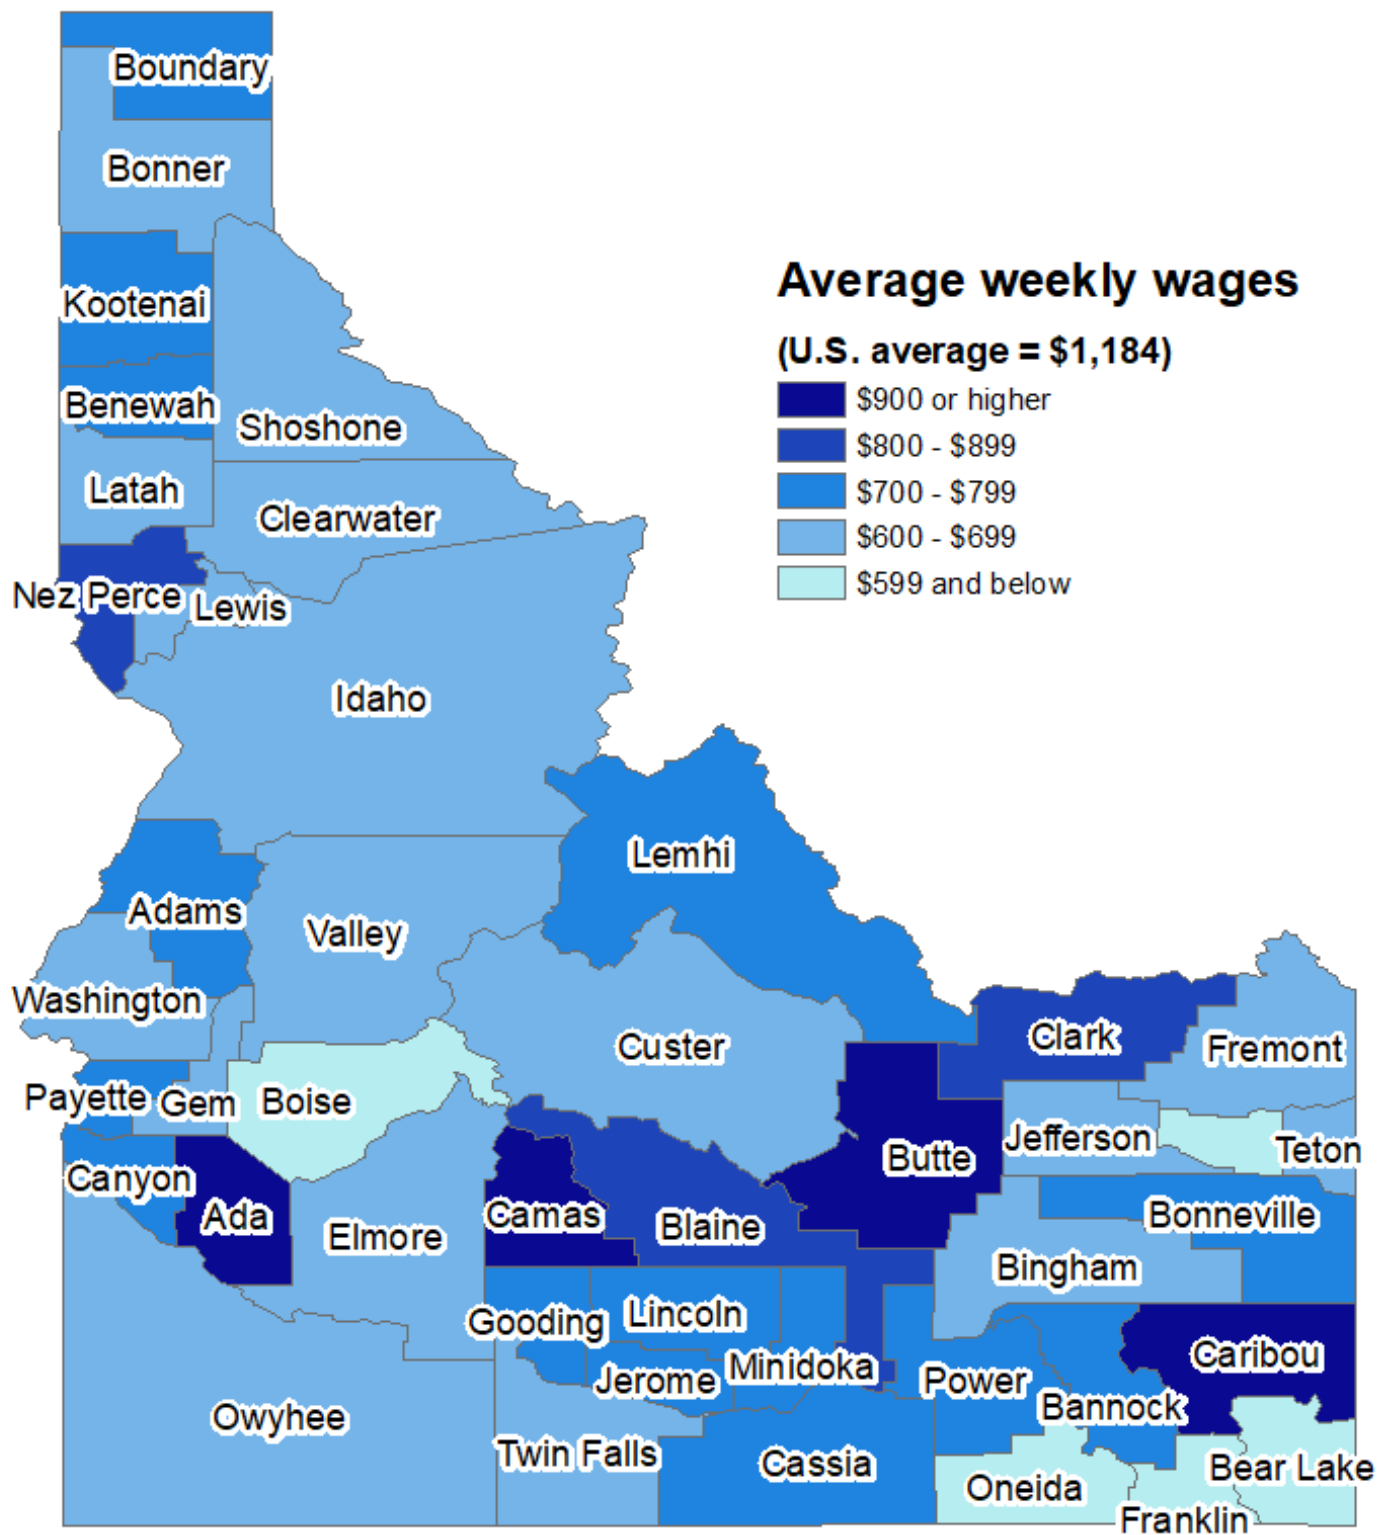 Boundary
Bonner
Average weekly wages
(U.S. average = $1,184)
$900 or higher
$800 - $899
$700 - $799
$600 - $699
$599 and below
Kootenai
Benewah
Shoshone
Latah
Clearwater
Nez Perce
Lewis
Idaho
Lemhi
Adams
Valley
Washington
Custer
Clark
Fremont
Payette
Gem
Boise
Jefferson
Teton
Butte
Canyon
Ada
Camas
Blaine
Bonneville
Elmore
Bingham
Gooding
Lincoln
Caribou
Jerome
Minidoka
Power
Bannock
Owyhee
Twin Falls
Cassia
Bear Lake
Oneida
Franklin